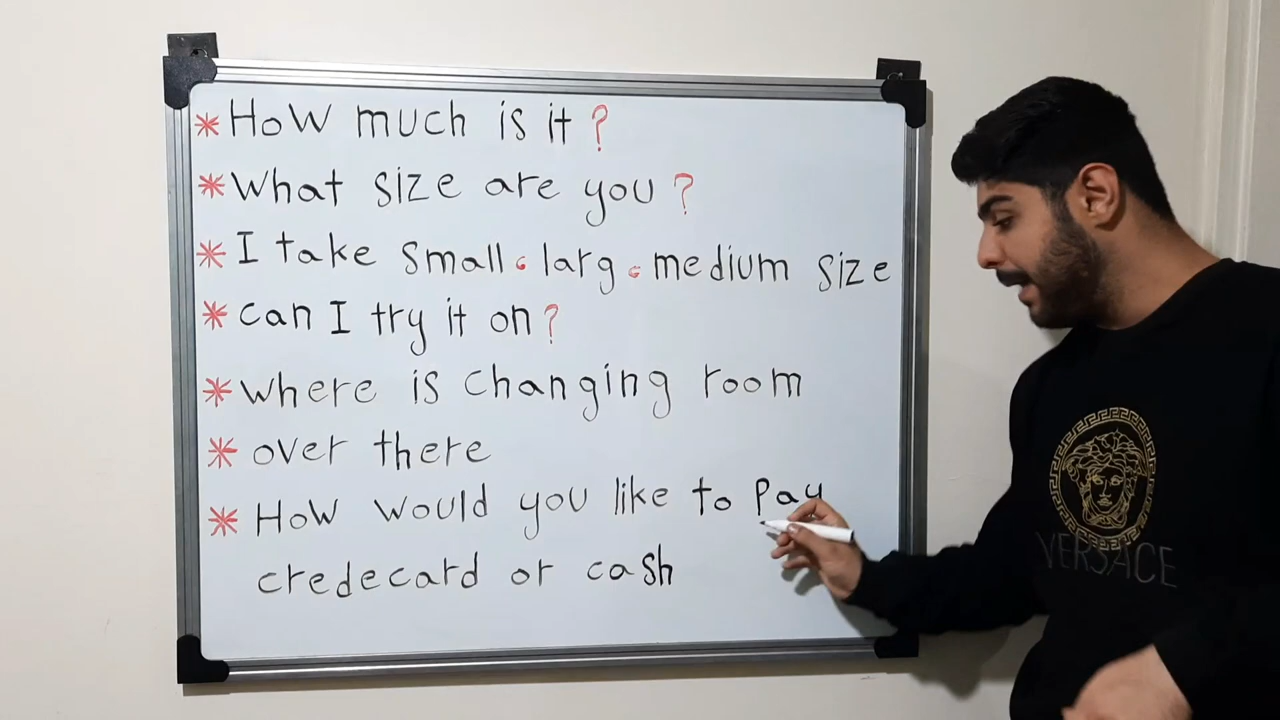 * How much is it?
* What size are you?
* I take small، larg، medium size
* can I try it on?
* where is changing room
* over there
* How would you like to pay
credecard or cash
VERSACE